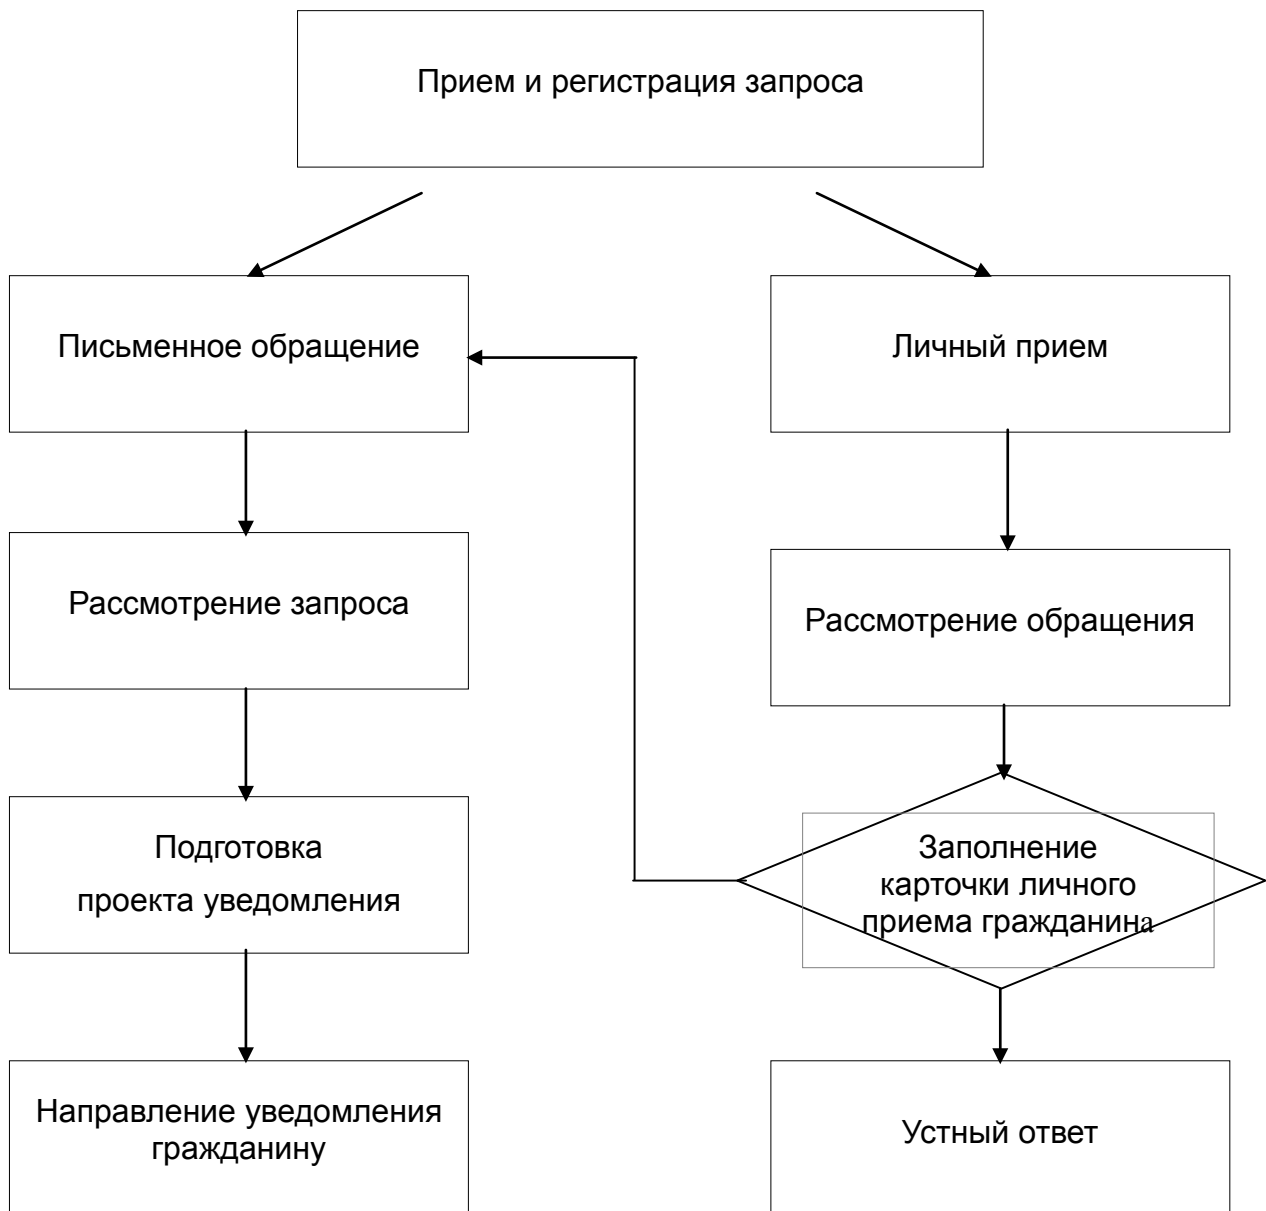 Прием и регистрация запроса
Письменное обращение
Личный прием
Рассмотрение запроса
Рассмотрение обращения
Подготовка
проекта уведомления
Заполнение
карточки личного
приема гражданина
Направление уведомления
гражданину
Устный ответ